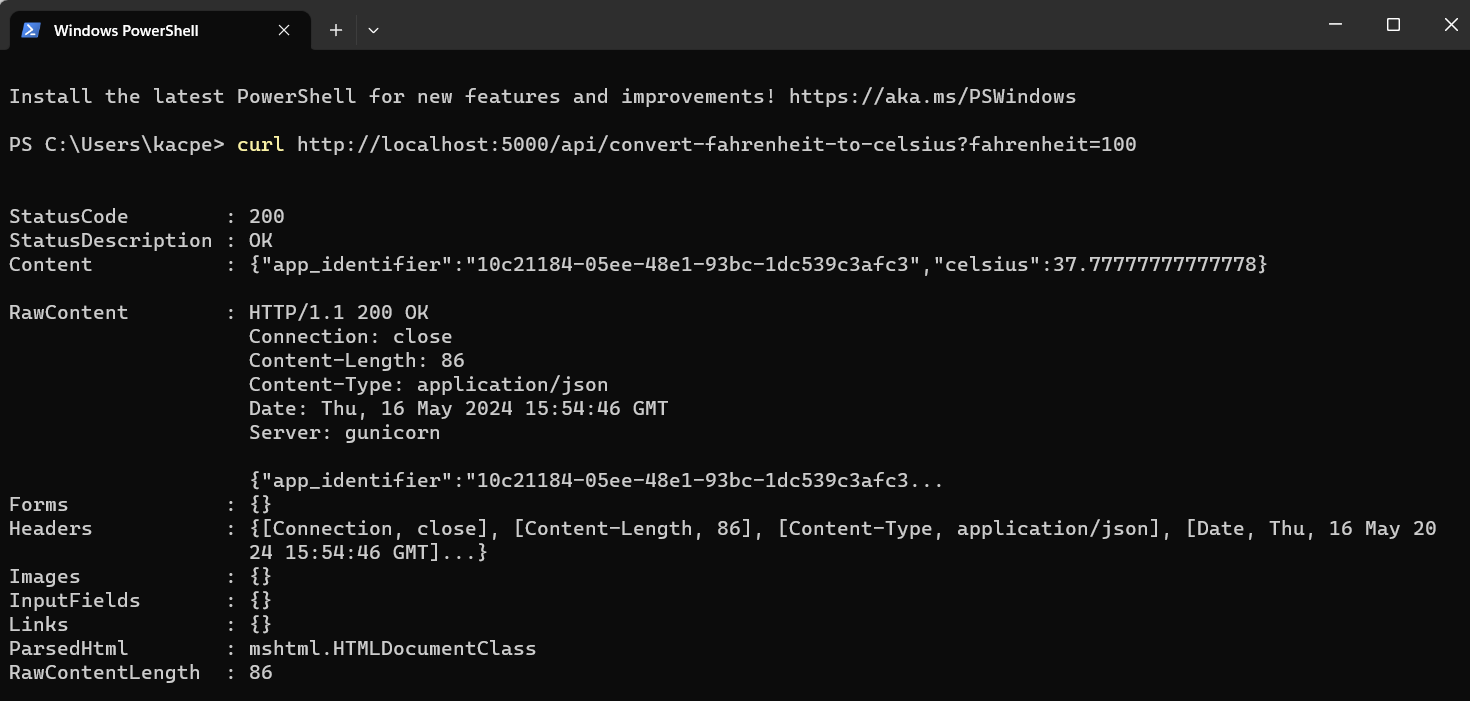 Windows PowerShell
Install the latest PowerShell for new features and improvements! https://aka.ms/PSWindows
PS C:\Users\kacpe> curl http://localhost:5000/api/convert-fahrenheit-to-celsius?fahrenheit=100
StatusCode        : 200
StatusDescription : OK
Content           : {"app_identifier":"10c21184-05ee-48e1-93bc-1dc539c3afc3","celsius":37.77777777777778}
RawContent        : HTTP/1.1 200 OK
                    Connection: close
                    Content-Length: 86
                    Content-Type: application/json
                    Date: Thu, 16 May 2024 15:54:46 GMT
                    Server: gunicorn
                    {"app_identifier":"10c21184-05ee-48e1-93bc-1dc539c3afc3...
Forms             : {}
Headers           : {[Connection, close], [Content-Length, 86], [Content-Type, application/json], [Date, Thu, 16 May 20
                    24 15:54:46 GMT]...}
Images            : {}
InputFields       : {}
Links             : {}
ParsedHtml        : mshtml.HTMLDocumentClass
RawContentLength  : 86